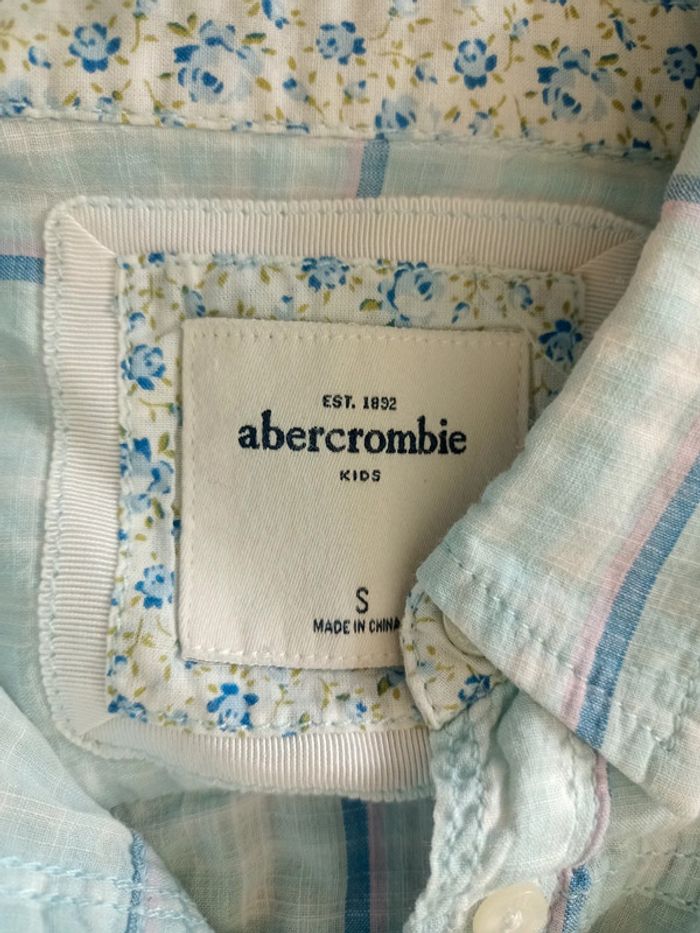 EST. 1892
abercrombie
KIDS
S
MADE IN CHINA